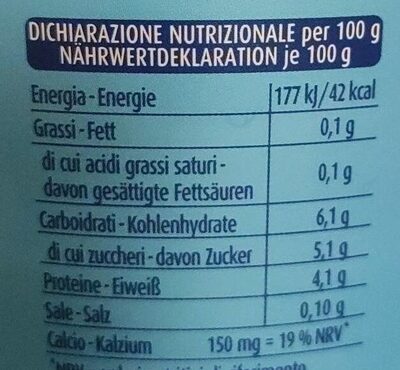 DICHIARAZIONE NUTRIZIONALE per 100 g
NÄHRWERTDEKLARATION je 100 g
Energia - Energie 177 kJ/42 kcal
Grassi - Fett 0,1 g
di cui acidi grassi saturi -
davon gesättigte Fettsäuren 0,1 g
Carboidrati - Kohlenhydrate 6,1 g
di cui zuccheri - davon Zucker 5,1 g
Proteine - Eiweiß 4,1 g
Sale - Salz 0,10 g
Calcio - Kalzium 150 mg = 19 % NRV*